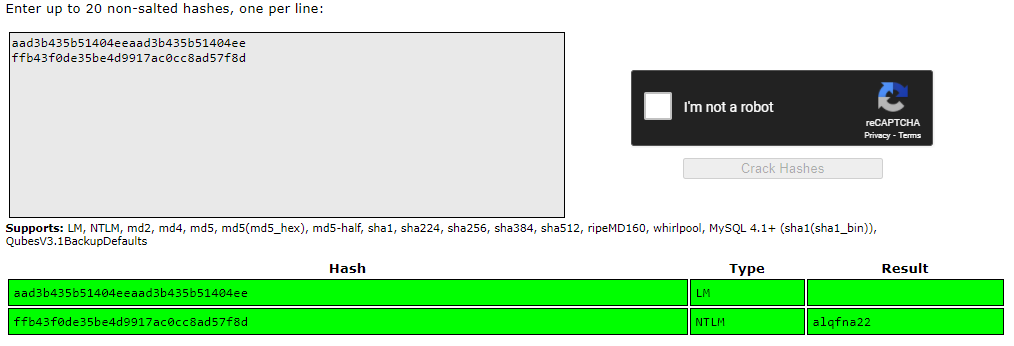 Enter up to 20 non-salted hashes, one per line:
aad3b435b51404eeaad3b435b51404ee
ffb43f0de35be4d9917ac0cc8ad57f8d
I'm not a robot
reCAPTCHA
Privacy - Terms
Crack Hashes
Supports: LM, NTLM, md2, md4, md5, md5(md5_hex), md5-half, sha1, sha224, sha256, sha384, sha512, ripeMD160, whirlpool, MySQL 4.1+ (sha1(sha1_bin)),
QubesV3.1BackupDefaults
Hash Type Result
aad3b435b51404eeaad3b435b51404ee LM
ffb43f0de35be4d9917ac0cc8ad57f8d NTLM alqfna22